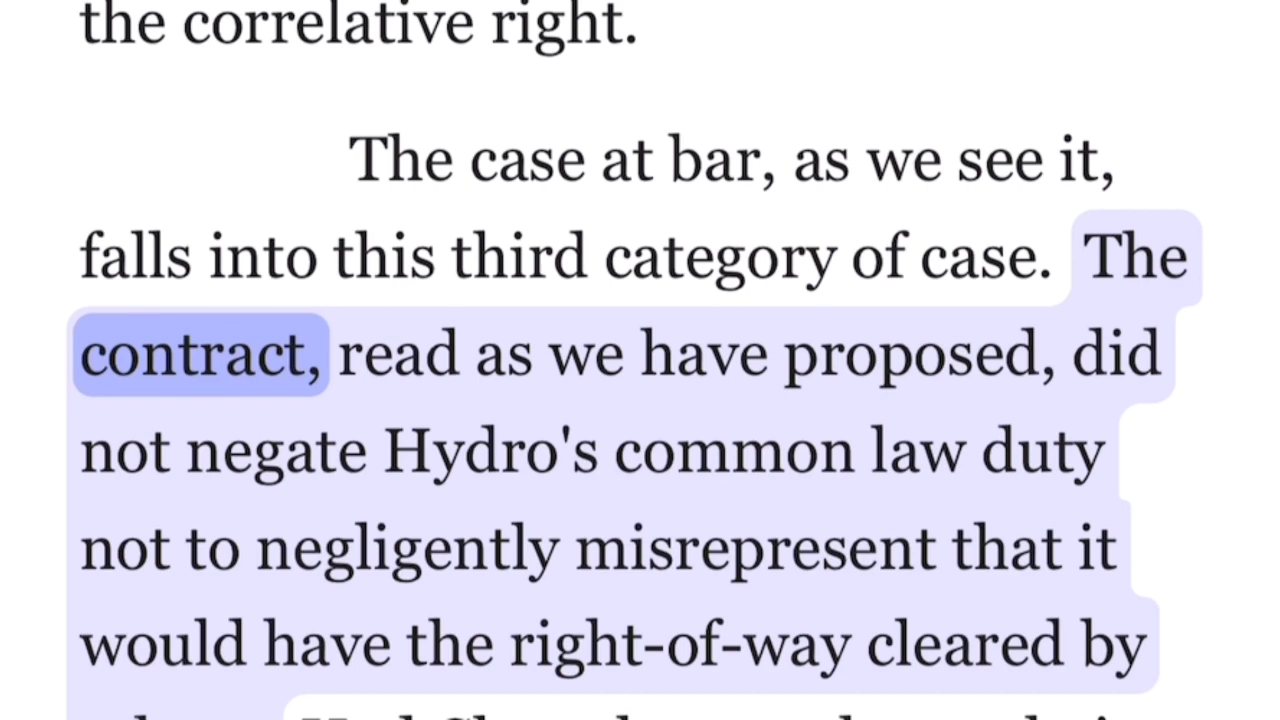 the correlative right.
The case at bar, as we see it,
falls into this third category of case. The
contract, read as we have proposed, did
not negate Hydro's common law duty
not to negligently misrepresent that it
would have the right-of-way cleared by